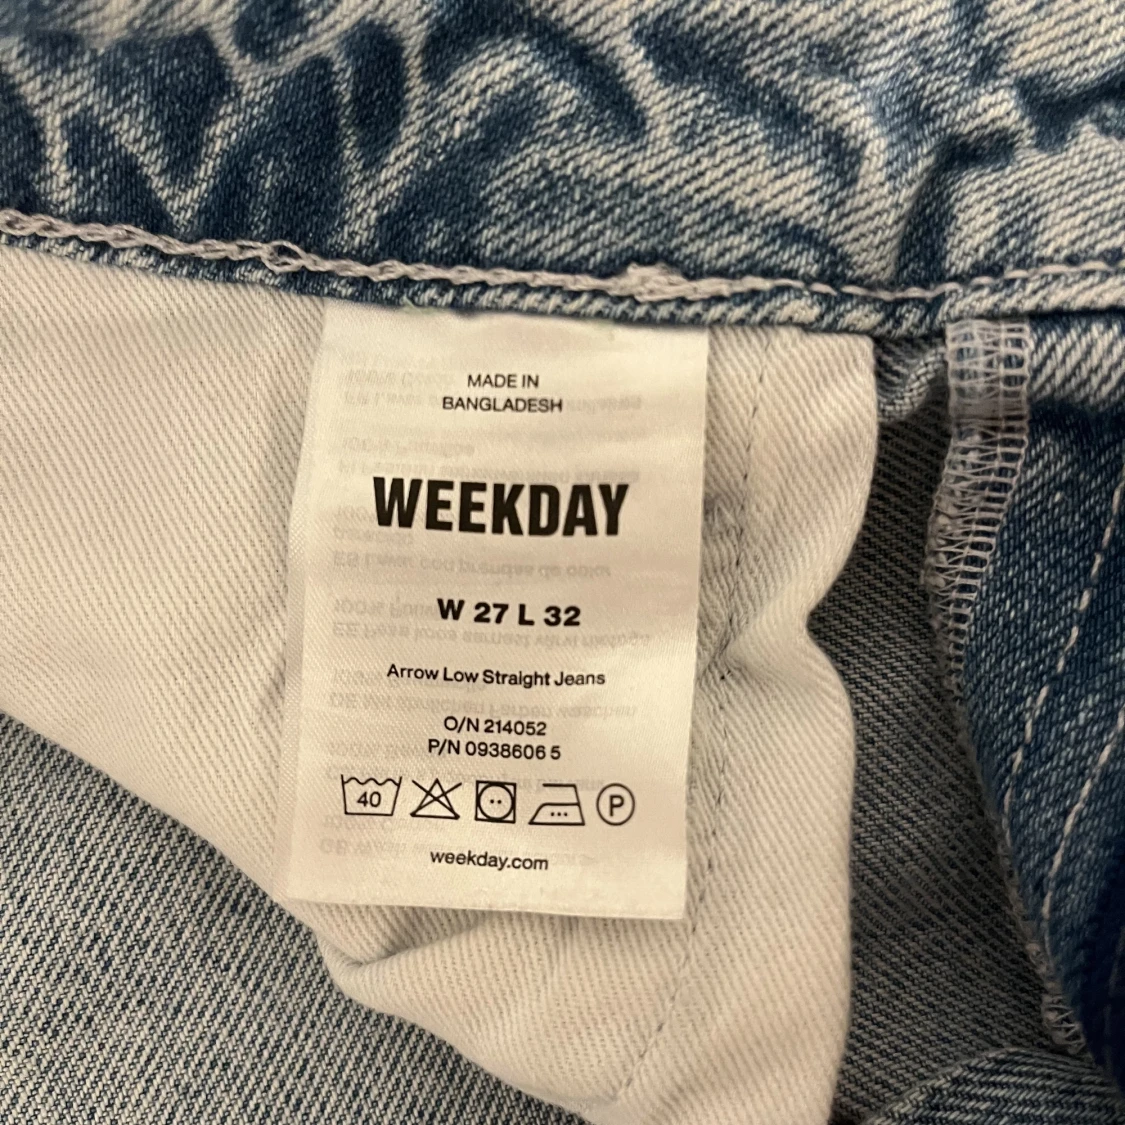 MADE IN
BANGLADESH
WEEKDAY
W 27 L 32
Arrow Low Straight Jeans
O/N 214052
P/N 0938606 5
40 P
weekday.com